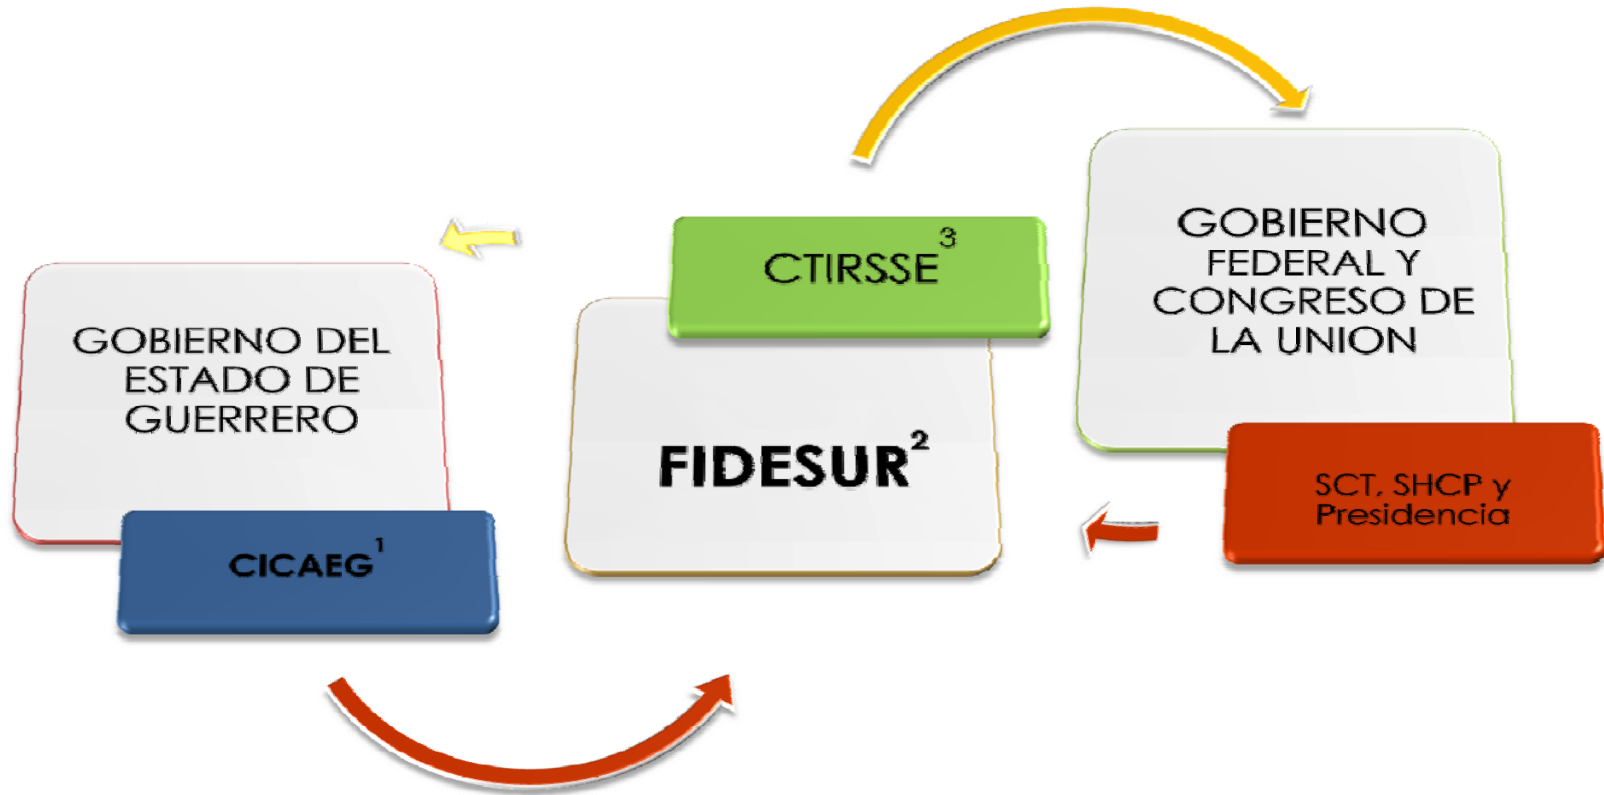 GOBIERNO DEL
ESTADO DE
GUERRERO
CICAEG¹
CTIRSSE³
FIDESUR²
GOBIERNO
FEDERAL Y
CONGRESO DE
LA UNION
SCT, SHCP y
Presidencia